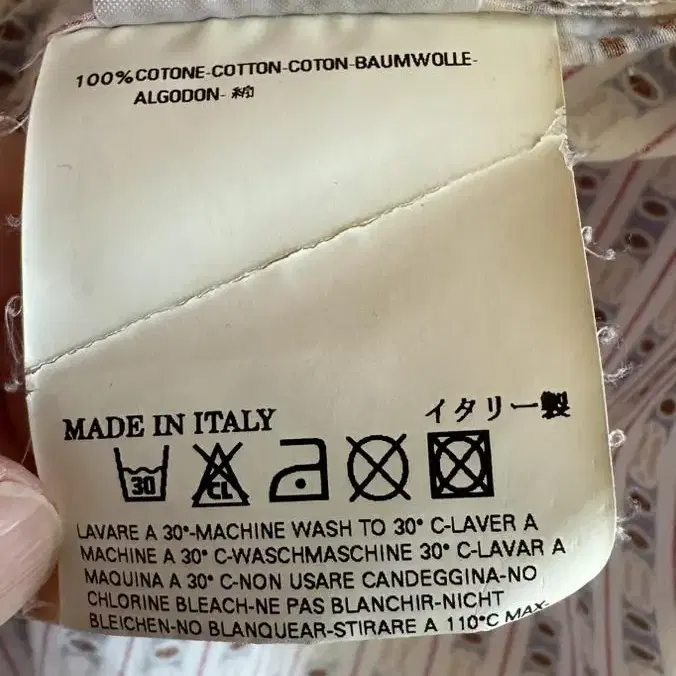 100% COTONE-COTTON-COTON-BAUMWOLLE-
ALGODON- 綿
MADE IN ITALY
イタリー製
30 CL
LAVARE A 30°-MACHINE WASH TO 30° C-LAVER A
MACHINE A 30° C-WASCHMASCHINE 30° C-LAVAR A
MAQUINA A 30° C-NON USARE CANDEGGINA-NO
CHLORINE BLEACH-NE PAS BLANCHIR-NICHT
BLEICHEN-NO BLANQUEAR-STIRARE A 110°C MAX-